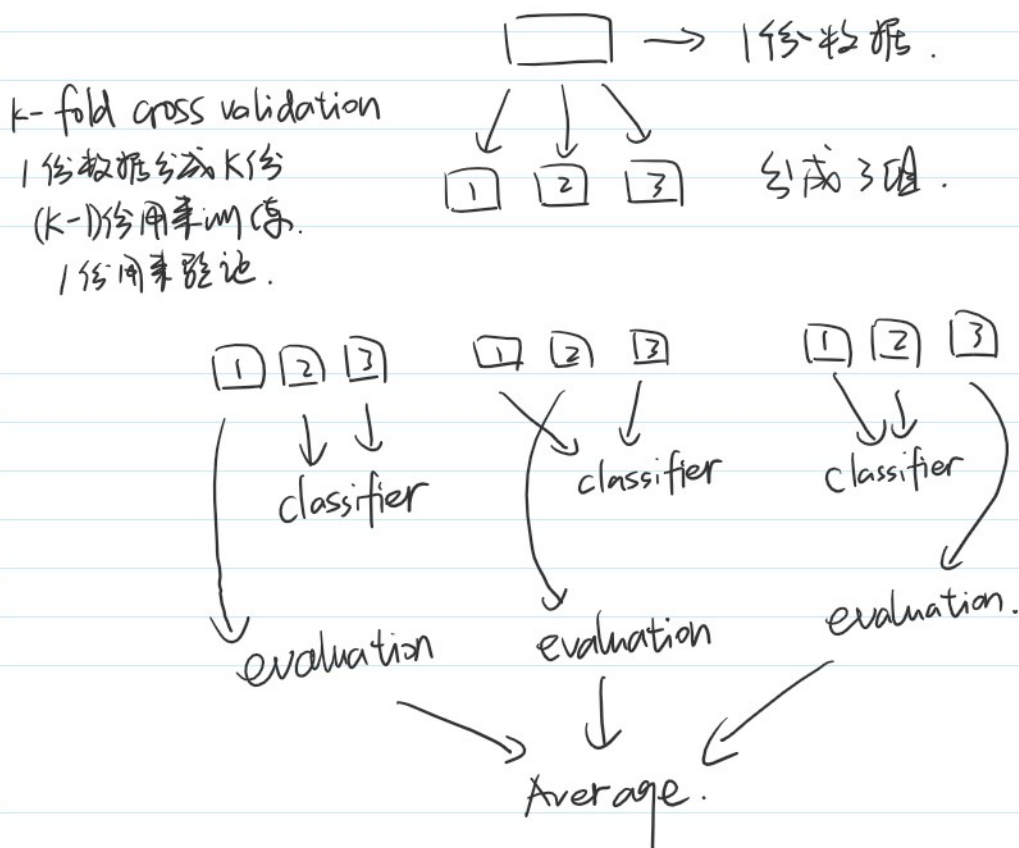 1份数据.
k-fold cross validation
1份数据分成K份
(K-1)份用来训练.
1份用来验证.
1 2 3 分成3组.
1 2 3 1 2 3 1 2 3
classifier classifier classifier
evaluation evaluation evaluation.
Average.